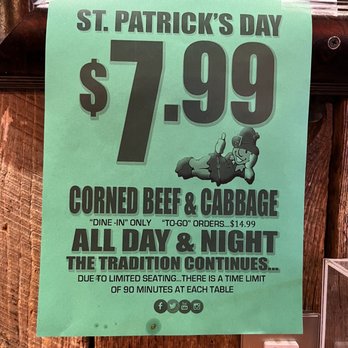 ST. PATRICK'S DAY
$7.99
CORNED BEEF & CABBAGE
"DINE -IN" ONLY "TO-GO" ORDERS...$14.99
ALL DAY & NIGHT
THE TRADITION CONTINUES...
DUE TO LIMITED SEATING...THERE IS A TIME LIMIT
OF 90 MINUTES AT EACH TABLE